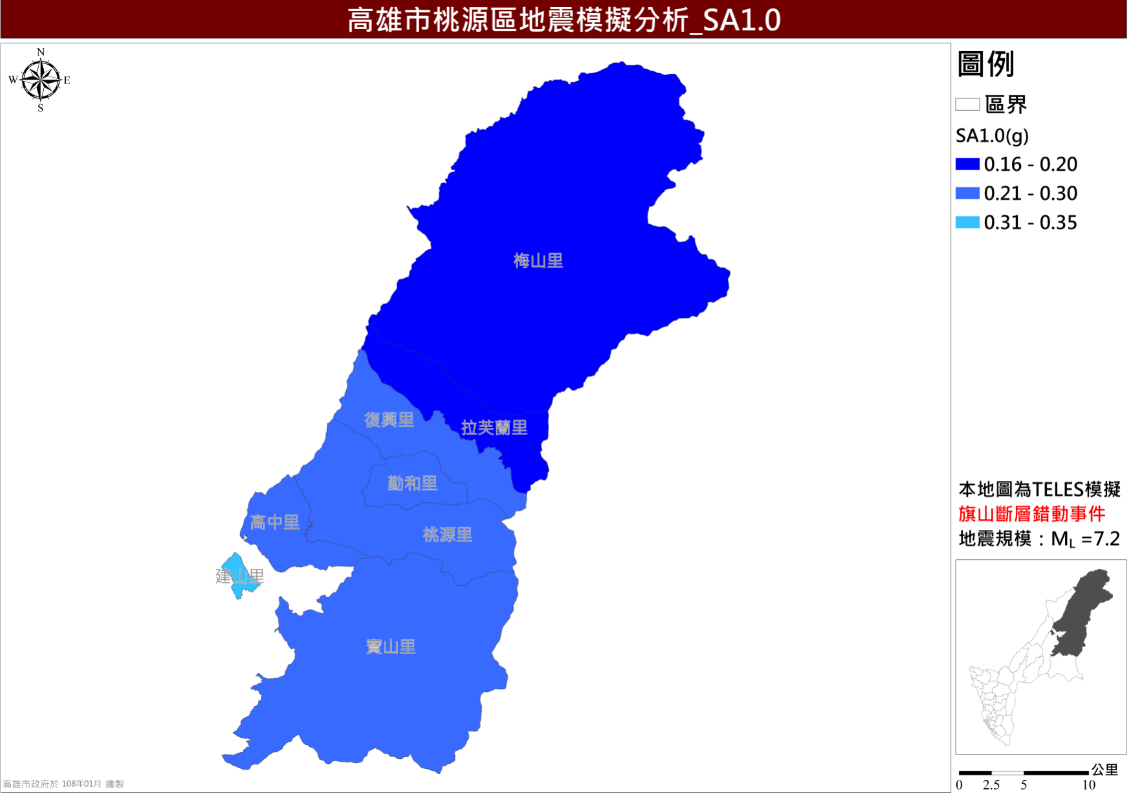 高雄市桃源區地震模擬分析_SA1.0
N
W E
S
圖例
區界
SA1.0(g)
0.16 - 0.20
0.21 - 0.30
0.31 - 0.35
梅山里
復興里
拉芙蘭里
勤和里
高中里
桃源里
建山里
寶山里
本地圖為TELES模擬
旗山斷層錯動事件
地震規模：ML =7.2
公里
0 2.5 5 10
高雄市政府於 108年01月 繪製